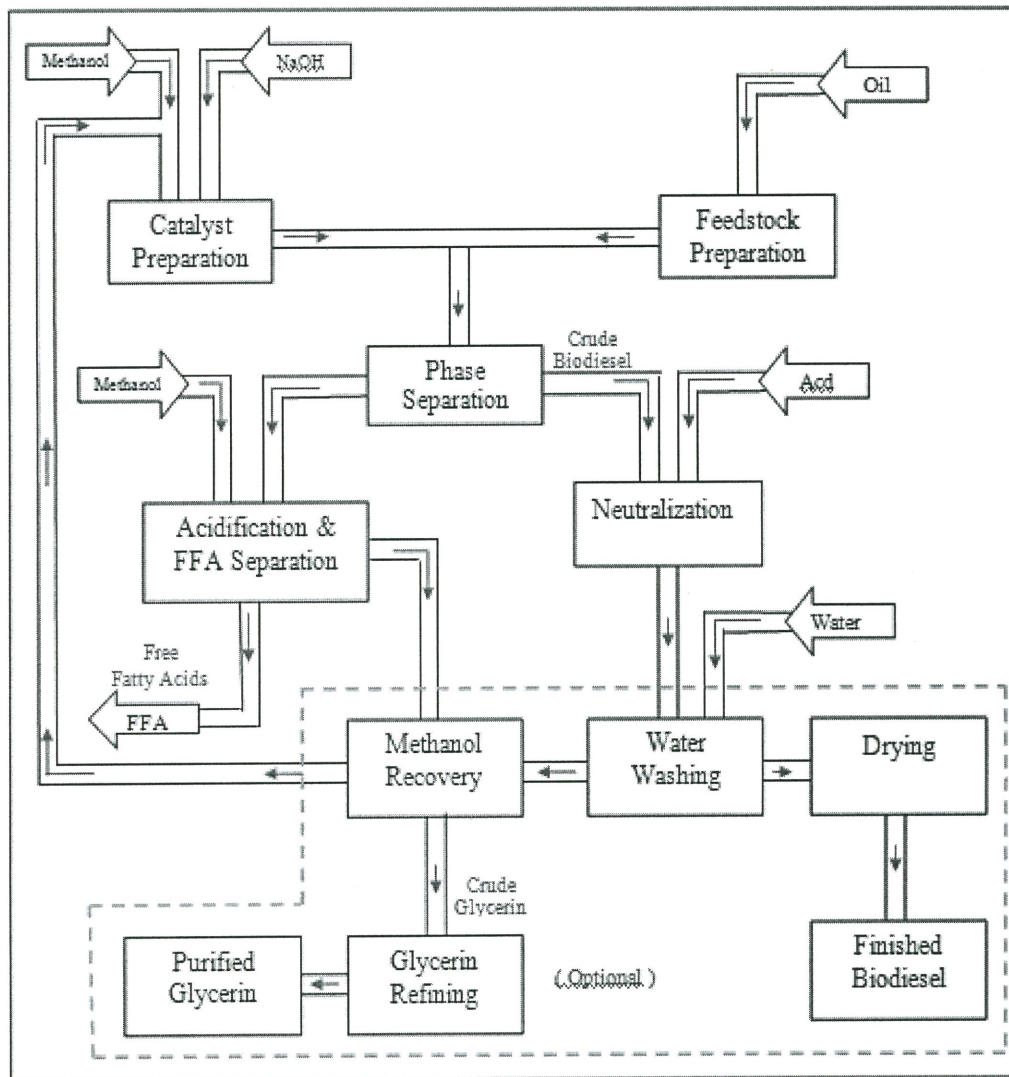 Methanol
NaOH
Oil
Catalyst
Preparation
Feedstock
Preparation
Crude
Biodiesel
Phase
Separation
Methanol
Acd
Acidification &
FFA Separation
Neutralization
Water
Free
Fatty Acids
FFA
Methanol
Recovery
Water
Washing
Drying
Crude
Glycerin
Purified
Glycerin
Glycerin
Refining
( Optional )
Finished
Biodiesel